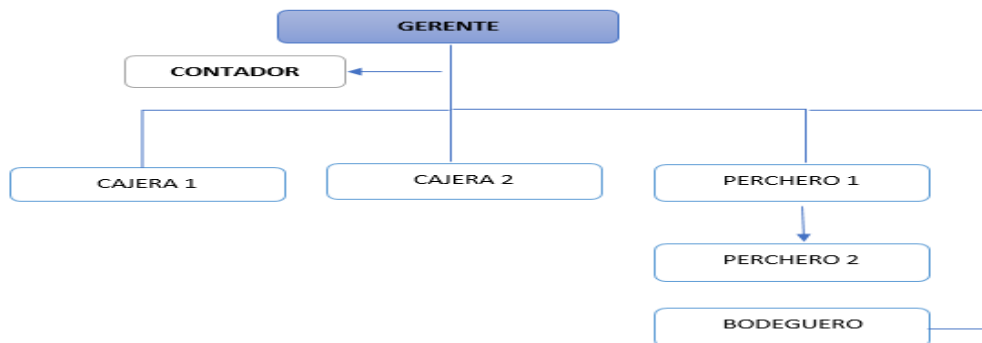 GERENTE
CONTADOR
CAJERA 1
CAJERA 2
PERCHERO 1
PERCHERO 2
BODEGUERO